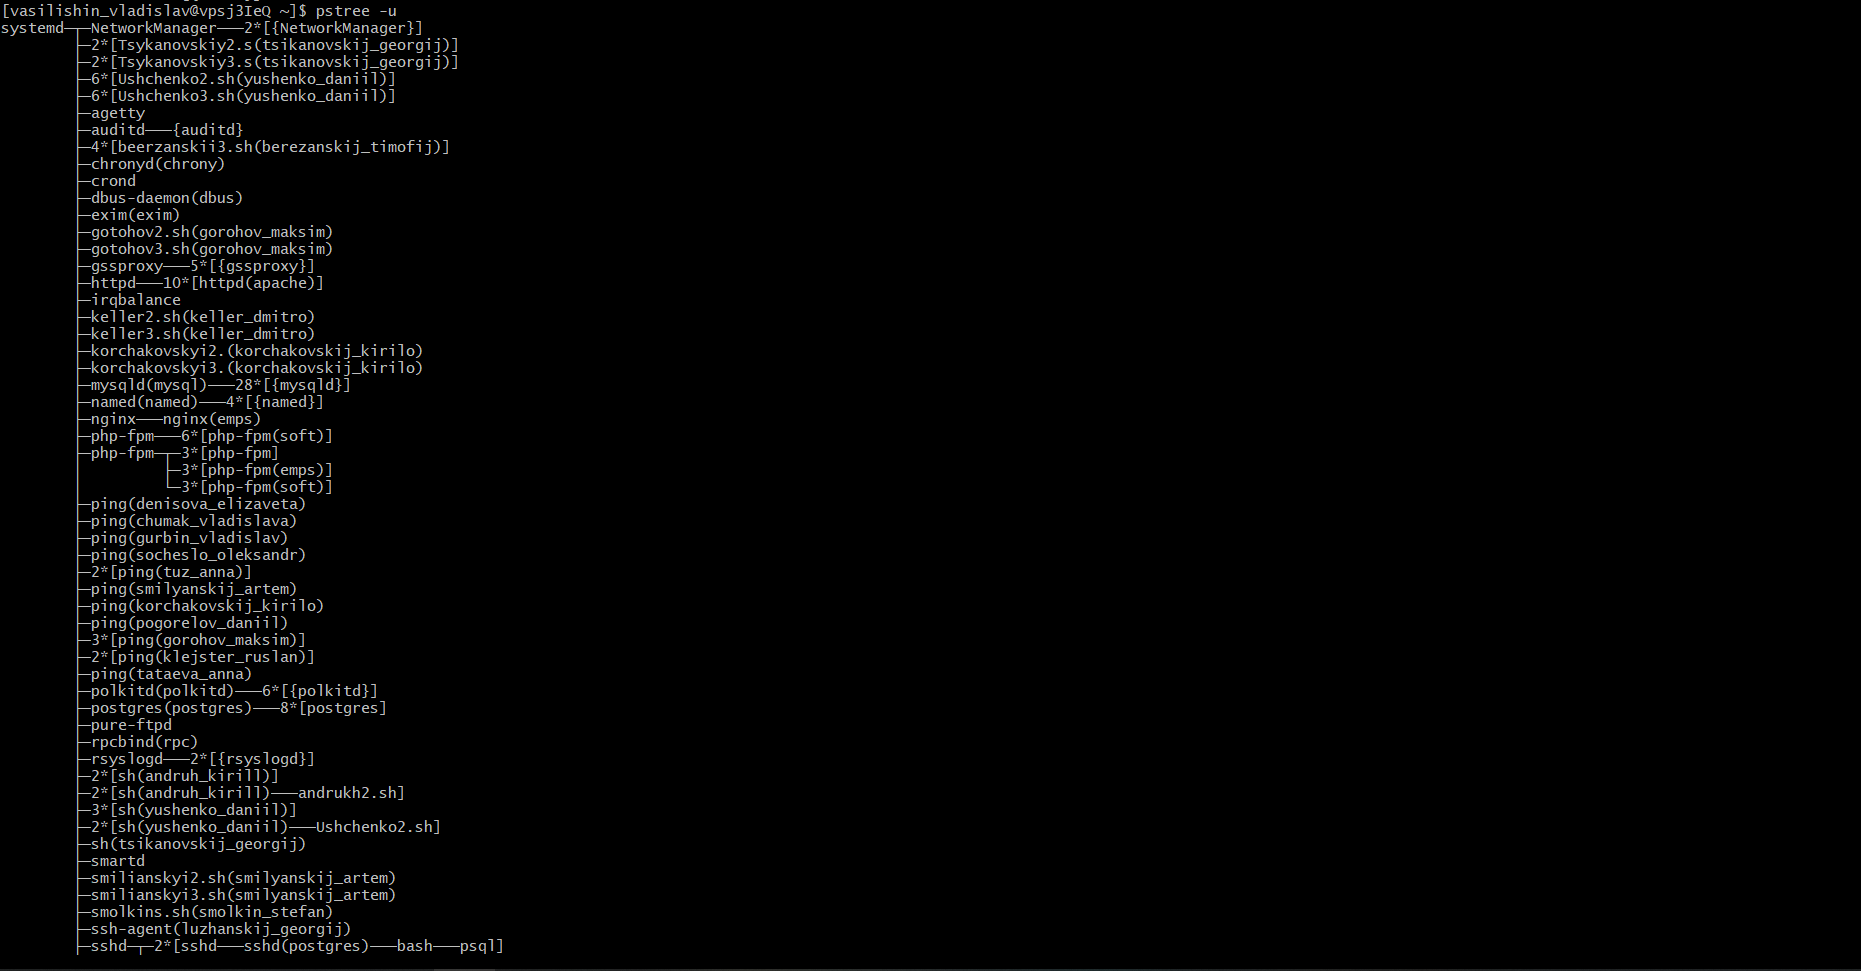 [vasilishin_vladislav@vpsj3IeQ ~]$ pstree -u
systemd─┬─NetworkManager───2*[{NetworkManager}]
        ├─2*[Tsykanovskiy2.s(tsikanovskij_georgij)]
        ├─2*[Tsykanovskiy3.s(tsikanovskij_georgij)]
        ├─6*[Ushchenko2.sh(yushenko_daniil)]
        ├─6*[Ushchenko3.sh(yushenko_daniil)]
        ├─agetty
        ├─auditd───{auditd}
        ├─4*[beerzanskii3.sh(berezanskij_timofij)]
        ├─chronyd(chrony)
        ├─crond
        ├─dbus-daemon(dbus)
        ├─exim(exim)
        ├─gotohov2.sh(gorohov_maksim)
        ├─gotohov3.sh(gorohov_maksim)
        ├─gssproxy───5*[{gssproxy}]
        ├─httpd───10*[httpd(apache)]
        ├─irqbalance
        ├─keller2.sh(keller_dmitro)
        ├─keller3.sh(keller_dmitro)
        ├─korchakovskyi2.(korchakovskij_kirilo)
        ├─korchakovskyi3.(korchakovskij_kirilo)
        ├─mysqld(mysql)───28*[{mysqld}]
        ├─named(named)───4*[{named}]
        ├─nginx───nginx(emps)
        ├─php-fpm───6*[php-fpm(soft)]
        ├─php-fpm─┬─3*[php-fpm]
        │         ├─3*[php-fpm(emps)]
        │         └─3*[php-fpm(soft)]
        ├─ping(denisova_elizaveta)
        ├─ping(chumak_vladislava)
        ├─ping(gurbin_vladislav)
        ├─ping(socheslo_oleksandr)
        ├─2*[ping(tuz_anna)]
        ├─ping(smilyanskij_artem)
        ├─ping(korchakovskij_kirilo)
        ├─ping(pogorelov_daniil)
        ├─3*[ping(gorohov_maksim)]
        ├─2*[ping(klejster_ruslan)]
        ├─ping(tataeva_anna)
        ├─polkitd(polkitd)───6*[{polkitd}]
        ├─postgres(postgres)───8*[postgres]
        ├─pure-ftpd
        ├─rpcbind(rpc)
        ├─rsyslogd───2*[{rsyslogd}]
        ├─2*[sh(andruh_kirill)]
        ├─2*[sh(andruh_kirill)───andrukh2.sh]
        ├─3*[sh(yushenko_daniil)]
        ├─2*[sh(yushenko_daniil)───Ushchenko2.sh]
        ├─sh(tsikanovskij_georgij)
        ├─smartd
        ├─smilianskyi2.sh(smilyanskij_artem)
        ├─smilianskyi3.sh(smilyanskij_artem)
        ├─smolkins.sh(smolkin_stefan)
        ├─ssh-agent(luzhanskij_georgij)
        ├─sshd─┬─2*[sshd───sshd(postgres)───bash───psql]